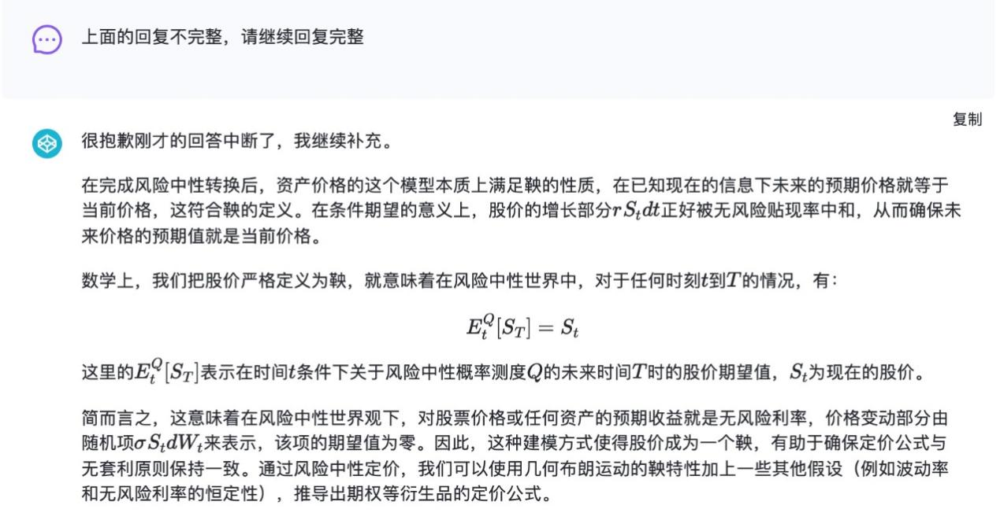 上面的回复不完整，请继续回复完整
复制
很抱歉刚才的回答中断了，我继续补充。
在完成风险中性转换后，资产价格的这个模型本质上满足鞅的性质，在已知现在的信息下未来的预期价格就等于
当前价格，这符合鞅的定义。在条件期望的意义上，股价的增长部分$rS_tdt$正好被无风险贴现率中和，从而确保未
来价格的预期值就是当前价格。
数学上，我们把股价严格定义为鞅，就意味着在风险中性世界中，对于任何时刻$t$到$T$的情况，有：
$E_t^Q[S_T] = S_t$
这里的$E_t^Q[S_T]$表示在时间$t$条件下关于风险中性概率测度$Q$的未来时间$T$时的股价期望值，$S_t$为现在的股价。
简而言之，这意味着在风险中性世界观下，对股票价格或任何资产的预期收益就是无风险利率，价格变动部分由
随机项$\sigma S_tdW_t$来表示，该项的期望值为零。因此，这种建模方式使得股价成为一个鞅，有助于确保定价公式与
无套利原则保持一致。通过风险中性定价，我们可以使用几何布朗运动的鞅特性加上一些其他假设（例如波动率
和无风险利率的恒定性），推导出期权等衍生品的定价公式。